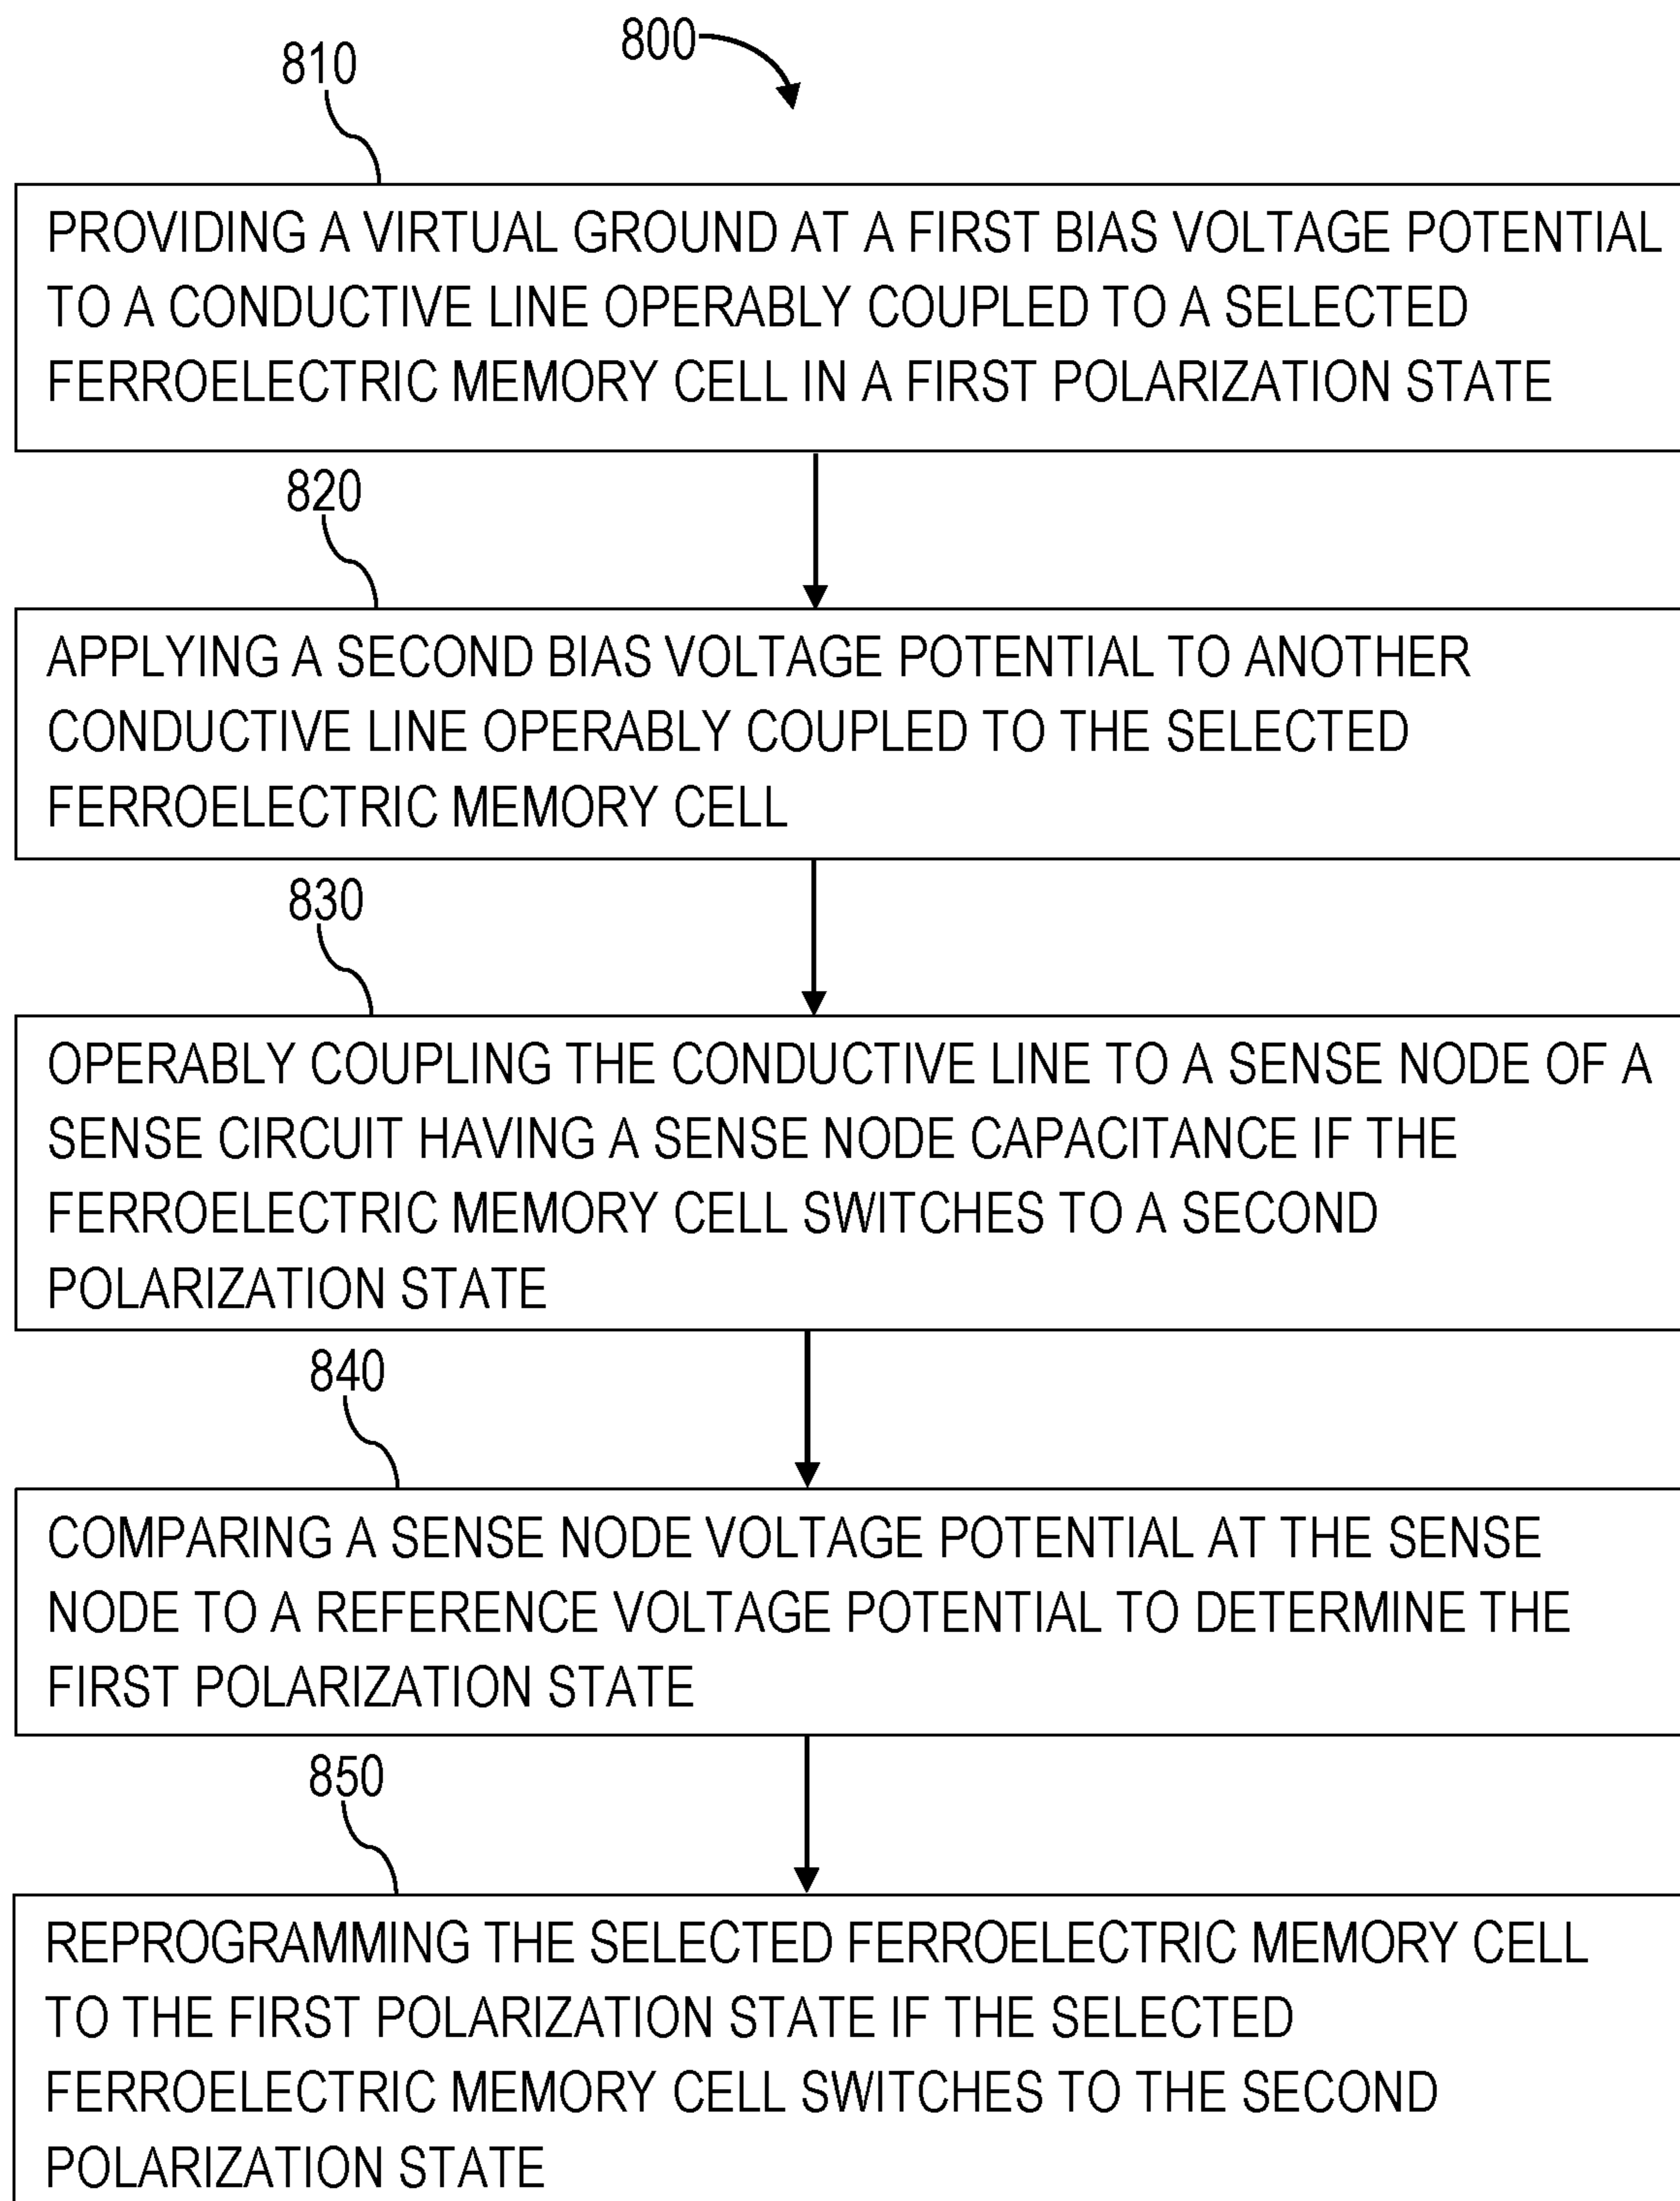 800
810
PROVIDING A VIRTUAL GROUND AT A FIRST BIAS VOLTAGE POTENTIAL
TO A CONDUCTIVE LINE OPERABLY COUPLED TO A SELECTED
FERROELECTRIC MEMORY CELL IN A FIRST POLARIZATION STATE
820
APPLYING A SECOND BIAS VOLTAGE POTENTIAL TO ANOTHER
CONDUCTIVE LINE OPERABLY COUPLED TO THE SELECTED
FERROELECTRIC MEMORY CELL
830
OPERABLY COUPLING THE CONDUCTIVE LINE TO A SENSE NODE OF A
SENSE CIRCUIT HAVING A SENSE NODE CAPACITANCE IF THE
FERROELECTRIC MEMORY CELL SWITCHES TO A SECOND
POLARIZATION STATE
840
COMPARING A SENSE NODE VOLTAGE POTENTIAL AT THE SENSE
NODE TO A REFERENCE VOLTAGE POTENTIAL TO DETERMINE THE
FIRST POLARIZATION STATE
850
REPROGRAMMING THE SELECTED FERROELECTRIC MEMORY CELL
TO THE FIRST POLARIZATION STATE IF THE SELECTED
FERROELECTRIC MEMORY CELL SWITCHES TO THE SECOND
POLARIZATION STATE